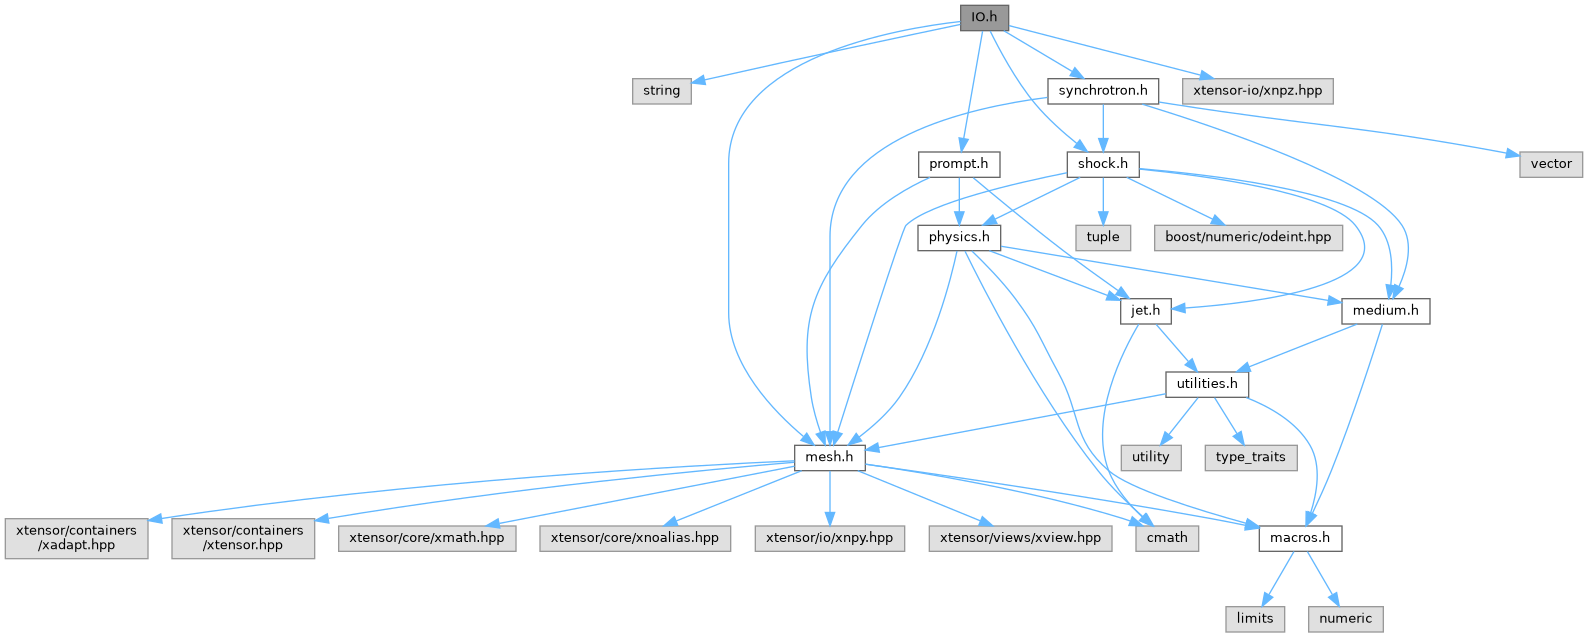 IO.h
string
synchrotron.h
xtensor-io/xnpz.hpp
prompt.h
shock.h
vector
physics.h
tuple
boost/numeric/odeint.hpp
jet.h
medium.h
utilities.h
mesh.h
utility
type_traits
xtensor/containers
/xadapt.hpp
xtensor/containers
/xtensor.hpp
xtensor/core/xmath.hpp
xtensor/core/xnoalias.hpp
xtensor/io/xnpy.hpp
xtensor/views/xview.hpp
cmath
macros.h
limits
numeric